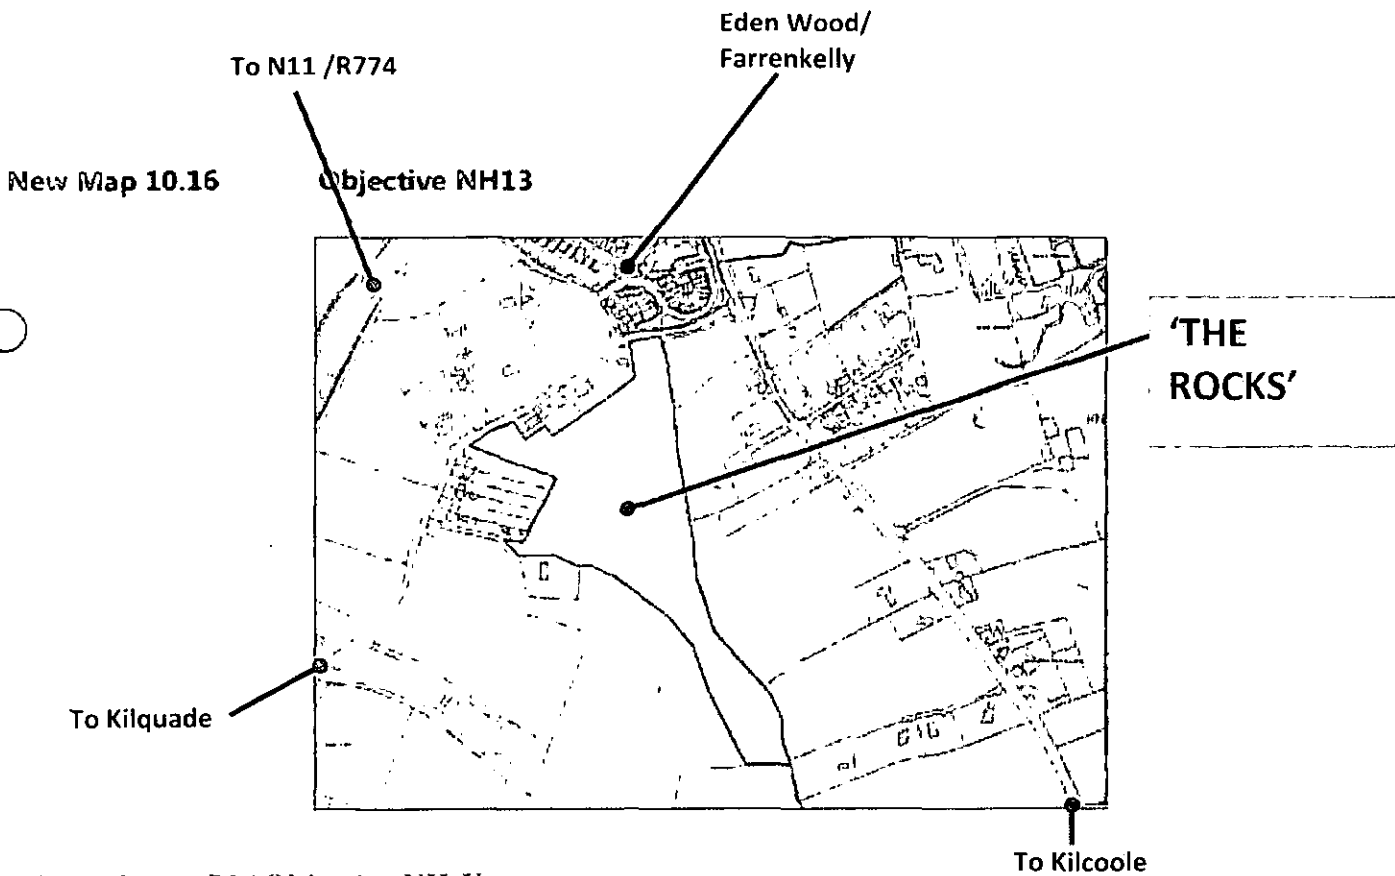 Eden Wood/
Farrenkelly
To N11 /R774
New Map 10.16 Objective NH13
‘THE
ROCKS’
To Kilquade
To Kilcoole